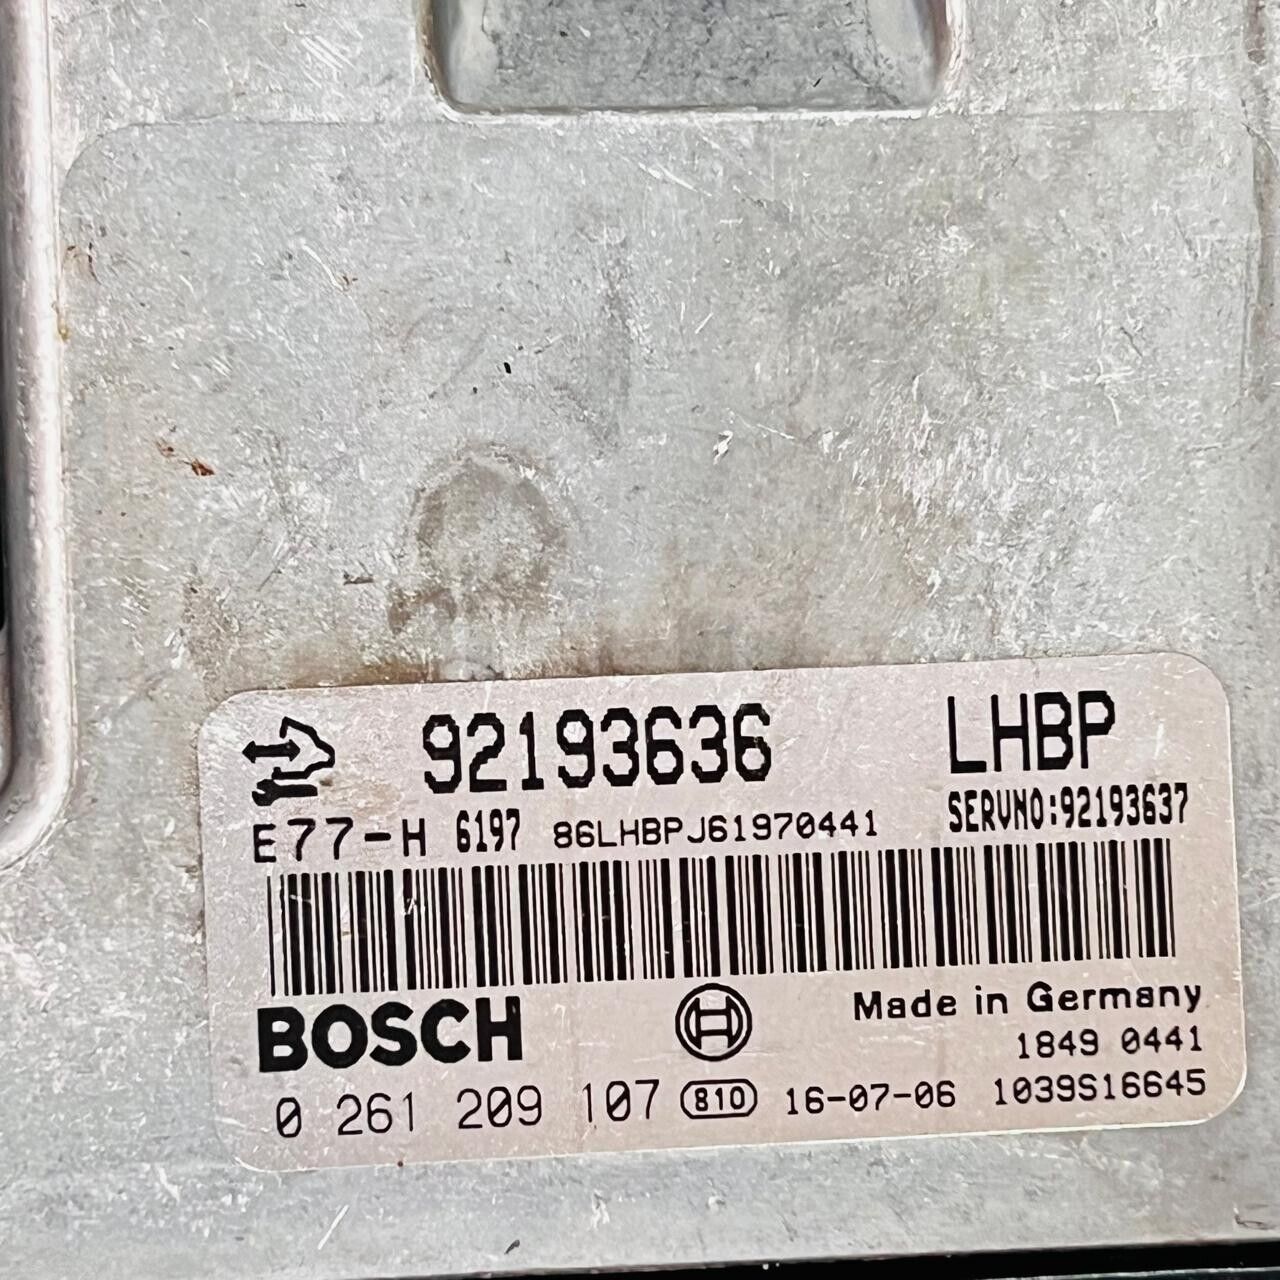 92193636 LHBP
E77-H 6197 86LHBPJ61970441 SERVNO:92193637
BOSCH Made in Germany
1849 0441
0 261 209 107 810 16-07-06 1039S16645